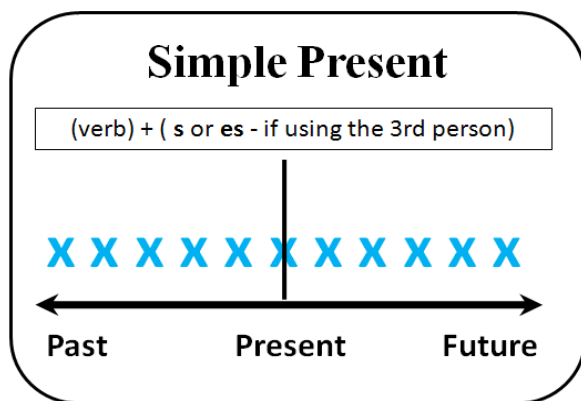 Simple Present
(verb) + ( s or es - if using the 3rd person)
X X X X X X X X X X X
Past Present Future